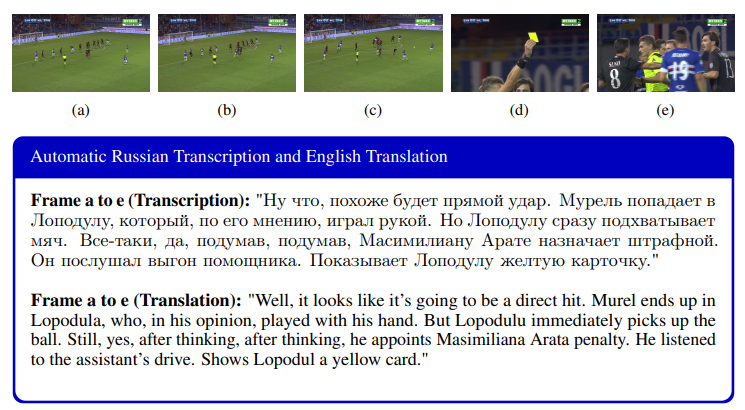 (a) (b) (c) (d) (e)
Automatic Russian Transcription and English Translation
Frame a to e (Transcription): "Ну что, похоже будет прямой удар. Мурель попадает в
Лоподулу, который, по его мнению, играл рукой. Но Лоподулу сразу подхватывает
мяч. Все-таки, да, подумав, подумав, Масимилиану Арате назначает штрафной.
Он послушал выгон помощника. Показывает Лоподулу желтую карточку."
Frame a to e (Translation): "Well, it looks like it's going to be a direct hit. Murel ends up in
Lopodula, who, in his opinion, played with his hand. But Lopodulu immediately picks up the
ball. Still, yes, after thinking, after thinking, he appoints Masimiliana Arata penalty. He listened
to the assistant's drive. Shows Lopodul a yellow card."